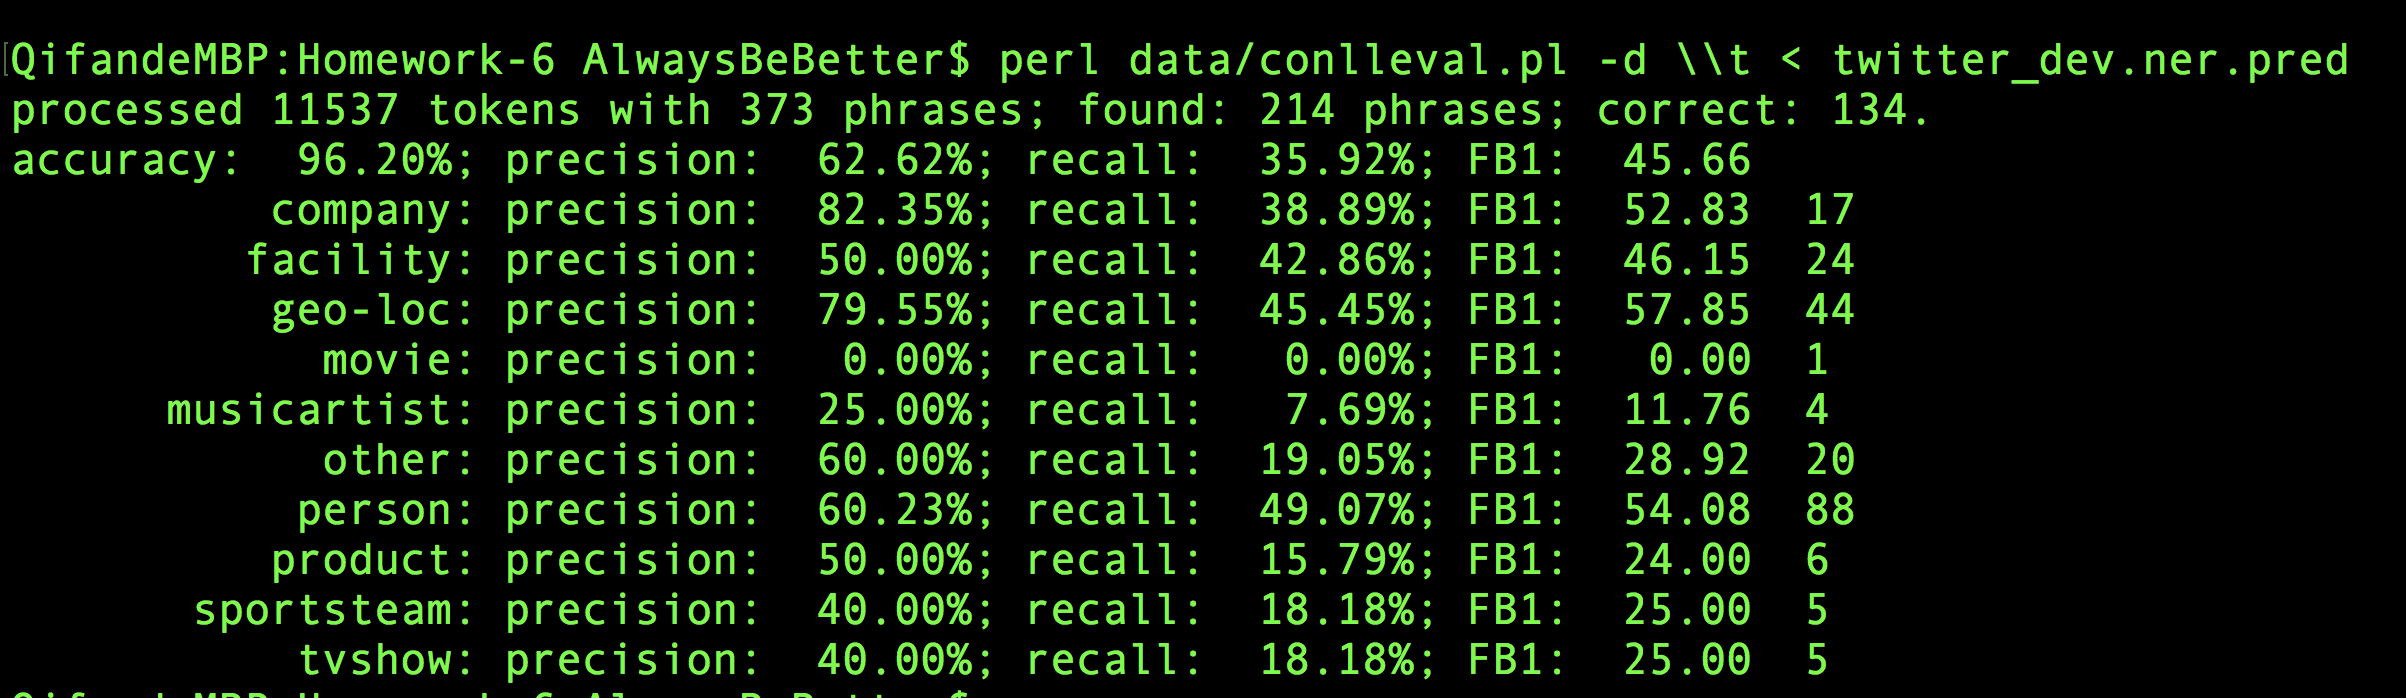 QifandeMBP:Homework-6 AlwaysBeBetter$ perl data/conlleval.pl -d \\t < twitter_dev.ner.pred
processed 11537 tokens with 373 phrases; found: 214 phrases; correct: 134.
accuracy:  96.20%; precision:  62.62%; recall:  35.92%; FB1:  45.66
          company: precision:  82.35%; recall:  38.89%; FB1:  52.83  17
         facility: precision:  50.00%; recall:  42.86%; FB1:  46.15  24
          geo-loc: precision:  79.55%; recall:  45.45%; FB1:  57.85  44
            movie: precision:   0.00%; recall:   0.00%; FB1:   0.00  1
      musicartist: precision:  25.00%; recall:   7.69%; FB1:  11.76  4
            other: precision:  60.00%; recall:  19.05%; FB1:  28.92  20
           person: precision:  60.23%; recall:  49.07%; FB1:  54.08  88
          product: precision:  50.00%; recall:  15.79%; FB1:  24.00  6
       sportsteam: precision:  40.00%; recall:  18.18%; FB1:  25.00  5
           tvshow: precision:  40.00%; recall:  18.18%; FB1:  25.00  5
QifandeMBP:Homework-6 AlwaysBeBetter$